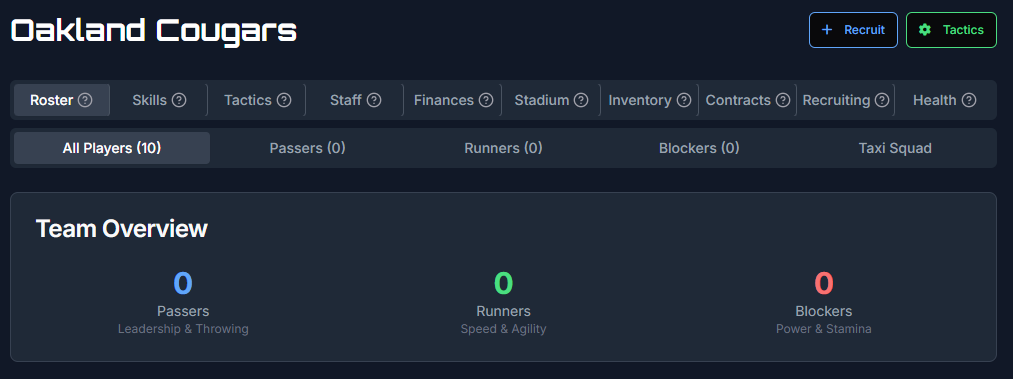 Oakland Cougars
+ Recruit
Tactics
Roster ? Skills ? Tactics ? Staff ? Finances ? Stadium ? Inventory ? Contracts ? Recruiting ? Health ?
All Players (10) Passers (0) Runners (0) Blockers (0) Taxi Squad
Team Overview
0 0 0
Passers Runners Blockers
Leadership & Throwing Speed & Agility Power & Stamina